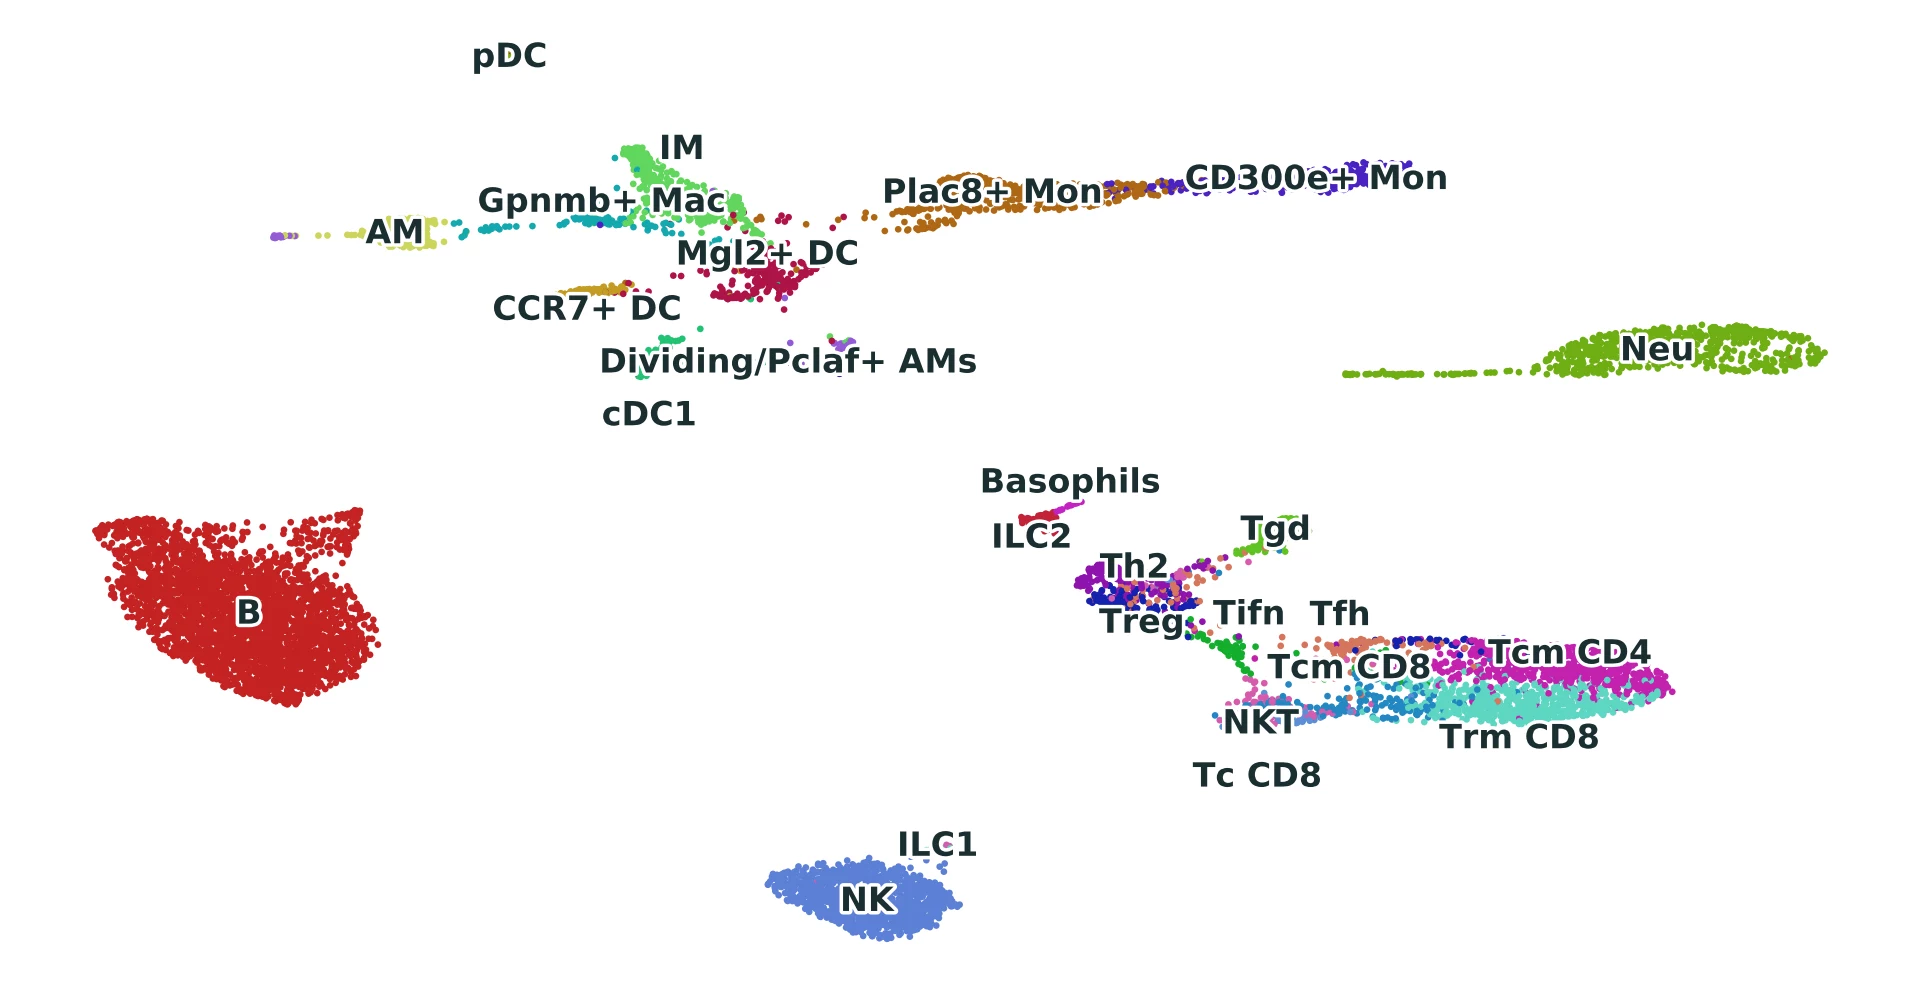 pDC
IM
Gpnmb+ Mac
AM
Plac8+ Mon
CD300e+ Mon
Mgl2+ DC
CCR7+ DC
Dividing/Pclaf+ AMs
cDC1
Neu
Basophils
ILC2
Tgd
Th2
Treg
Tifn
Tfh
B
Tcm CD8
Tcm CD4
NKT
Trm CD8
Tc CD8
ILC1
NK